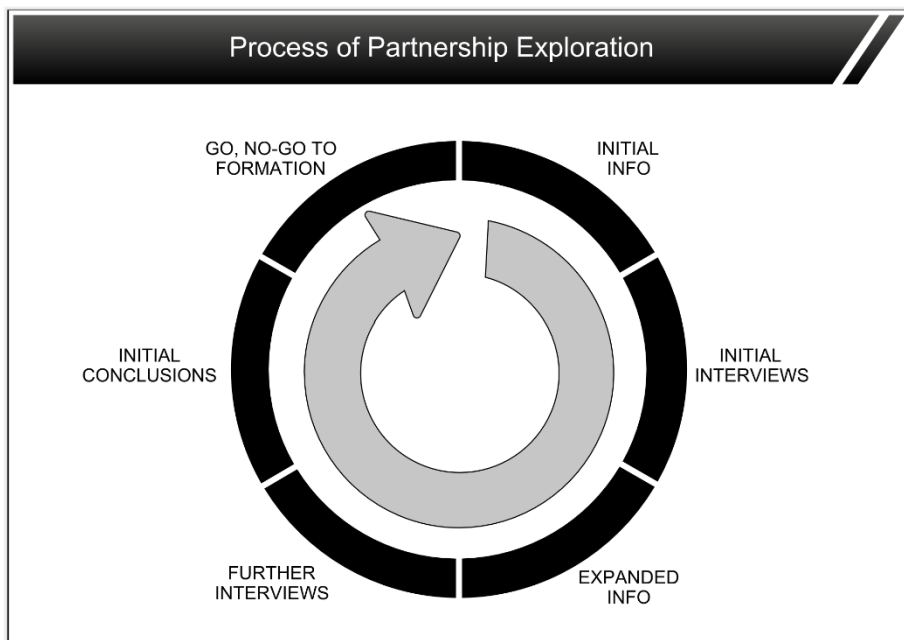 Process of Partnership Exploration
INITIAL
INFO
INITIAL
INTERVIEWS
EXPANDED
INFO
FURTHER
INTERVIEWS
INITIAL
CONCLUSIONS
GO, NO-GO TO
FORMATION